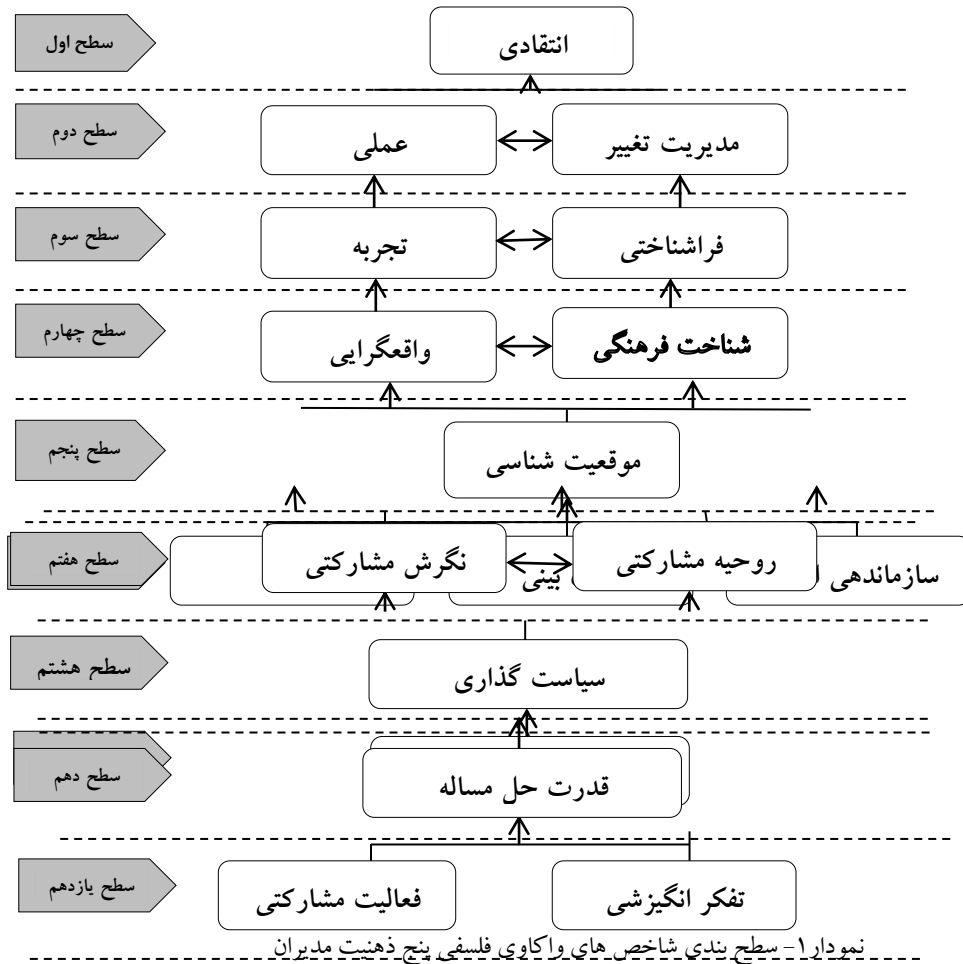 سطح اول
انتقادی
سطح دوم
مدیریت تغییر
عملی
سطح سوم
فراشناختی
تجربه
سطح چهارم
شناخت فرهنگی
واقعگرایی
سطح پنجم
موقعیت شناسی
سطح هفتم
سازماندهی
روحیه مشارکتی
بینی
نگرش مشارکتی
سطح هشتم
سیاست گذاری
سطح دهم
قدرت حل مساله
سطح یازدهم
تفکر انگیزشی
فعالیت مشارکتی
نمودار۱- سطح بندی شاخص های واکاوی فلسفی پنج ذهنیت مدیران